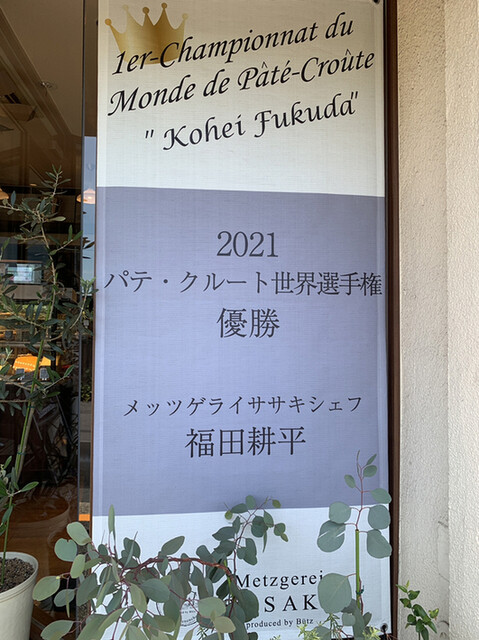 1er-Championnat du
Monde de Pâté-Croûte
" Kohei Fukuda"
2021
パテ・クルート世界選手権
優勝
メッツゲライササキシェフ
福田耕平
Metzgerei
SAK
produced by Bütz